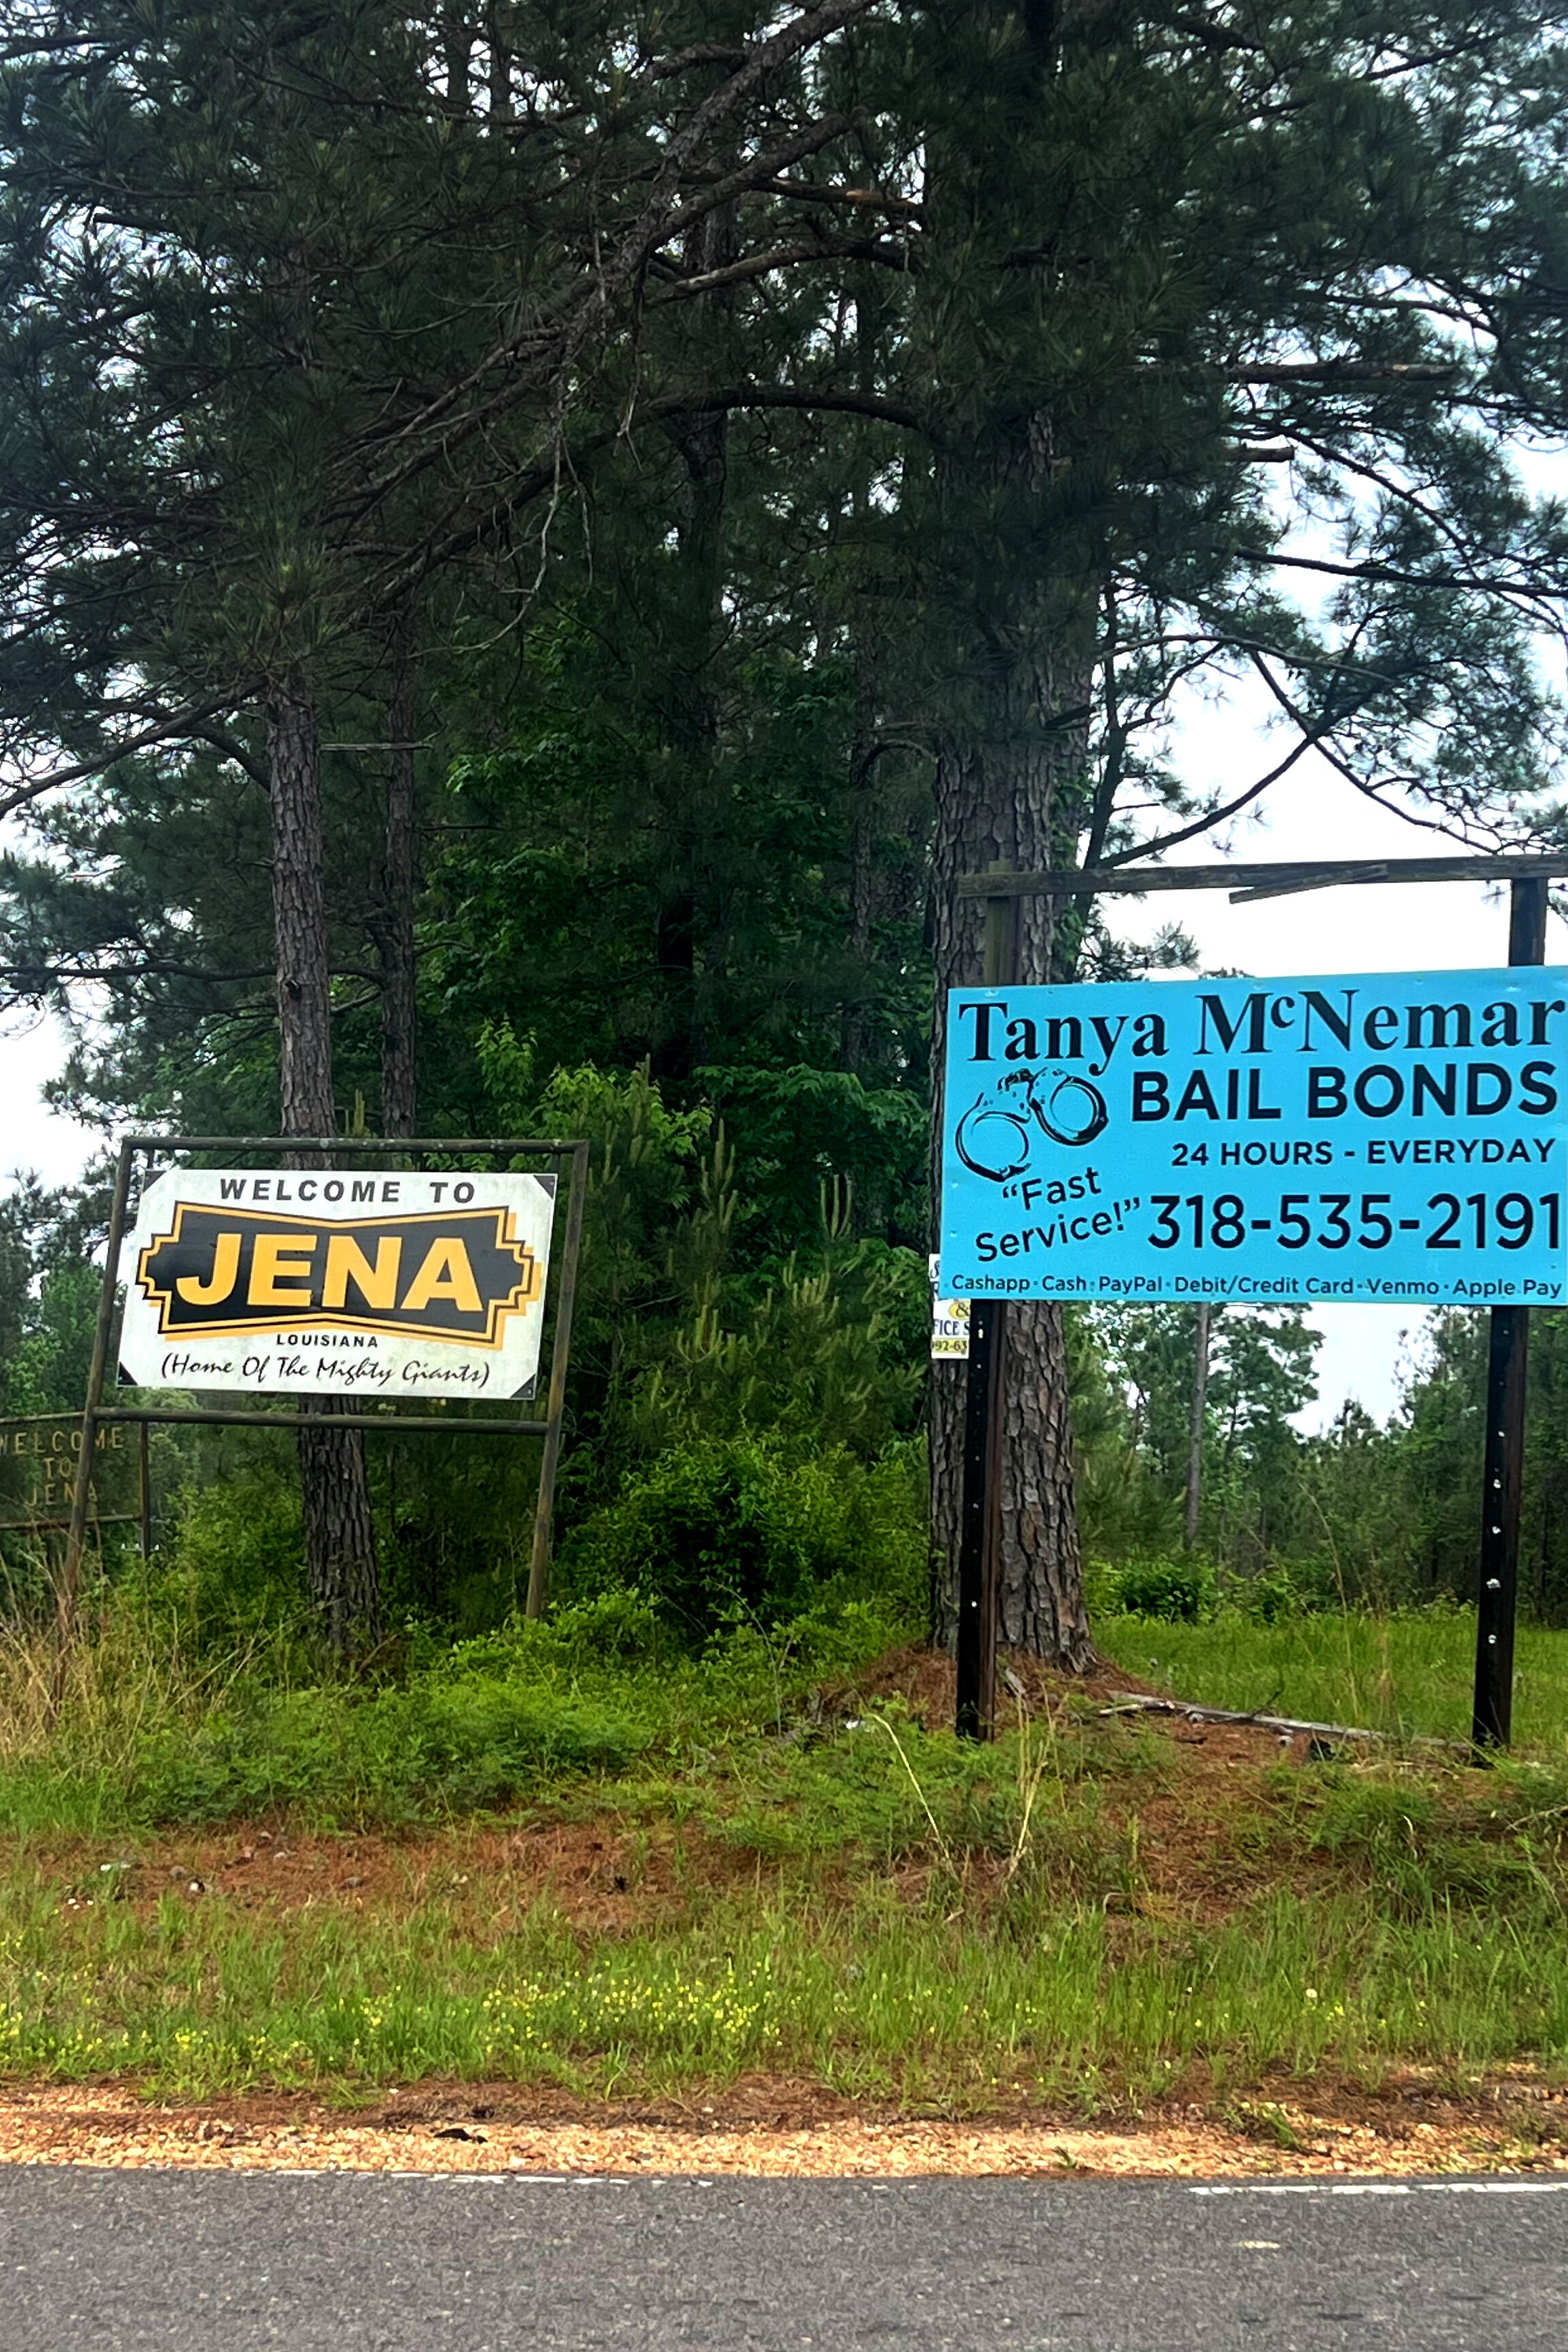 WELCOME TO
JENA
LOUISIANA
(Home Of The Mighty Giants)
WELCOME
TO
JENA
Tanya McNemar
BAIL BONDS
24 HOURS - EVERYDAY
"Fast
Service!"
318-535-2191
Cashapp - Cash - PayPal - Debit/Credit Card - Venmo - Apple Pay
&